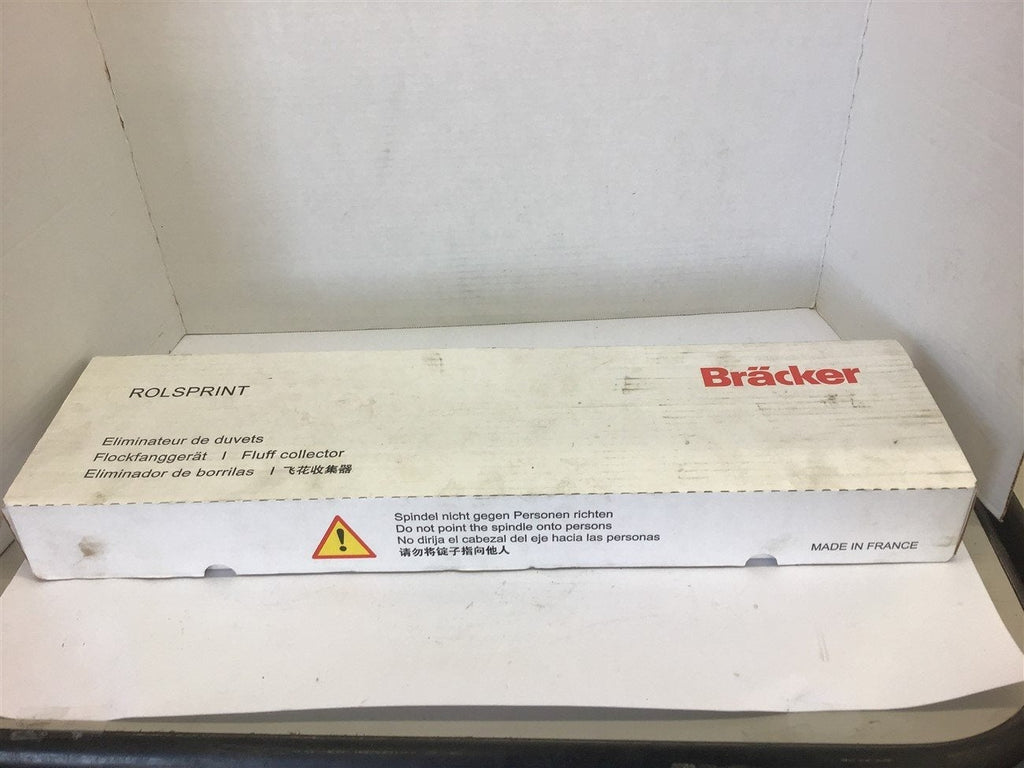 ROLSPRINT
Bräcker
Eliminateur de duvets
Flockfanggerät / Fluff collector
Eliminador de borrilas / 飞花收集器
Spindel nicht gegen Personen richten
Do not point the spindle onto persons
No dirija el cabezal del eje hacia las personas
请勿将锭子指向他人
MADE IN FRANCE